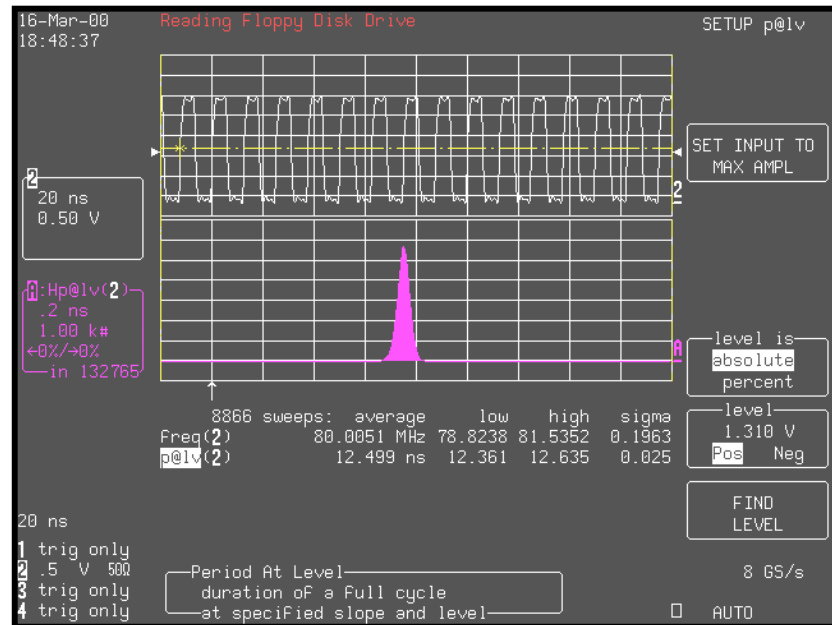 16-Mar-00
18:48:37
Reading Floppy Disk Drive
SETUP p@lv
SET INPUT TO
MAX AMPL
2
20 ns
0.50 V
2
A:Hp@lv(2)
.2 ns
1.00 k#
←0%/→0%
in 132765
A
level is
absolute
percent
8866 sweeps: average low high sigma
Freq(2) 80.0051 MHz 78.8238 81.5352 0.1963
p@lv(2) 12.499 ns 12.361 12.635 0.025
level
1.310 V
Pos Neg
FIND
LEVEL
20 ns
1 trig only
2 .5 V 50Ω
3 trig only
4 trig only
Period At Level
duration of a full cycle
at specified slope and level
8 GS/s
AUTO